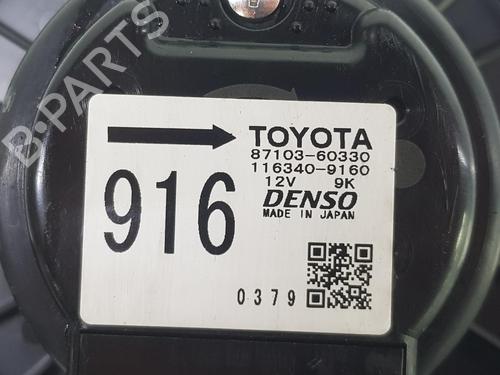 B-PARTS
TOYOTA
87103-60330
116340-9160
12V 9K
DENSO
MADE IN JAPAN
916
0379